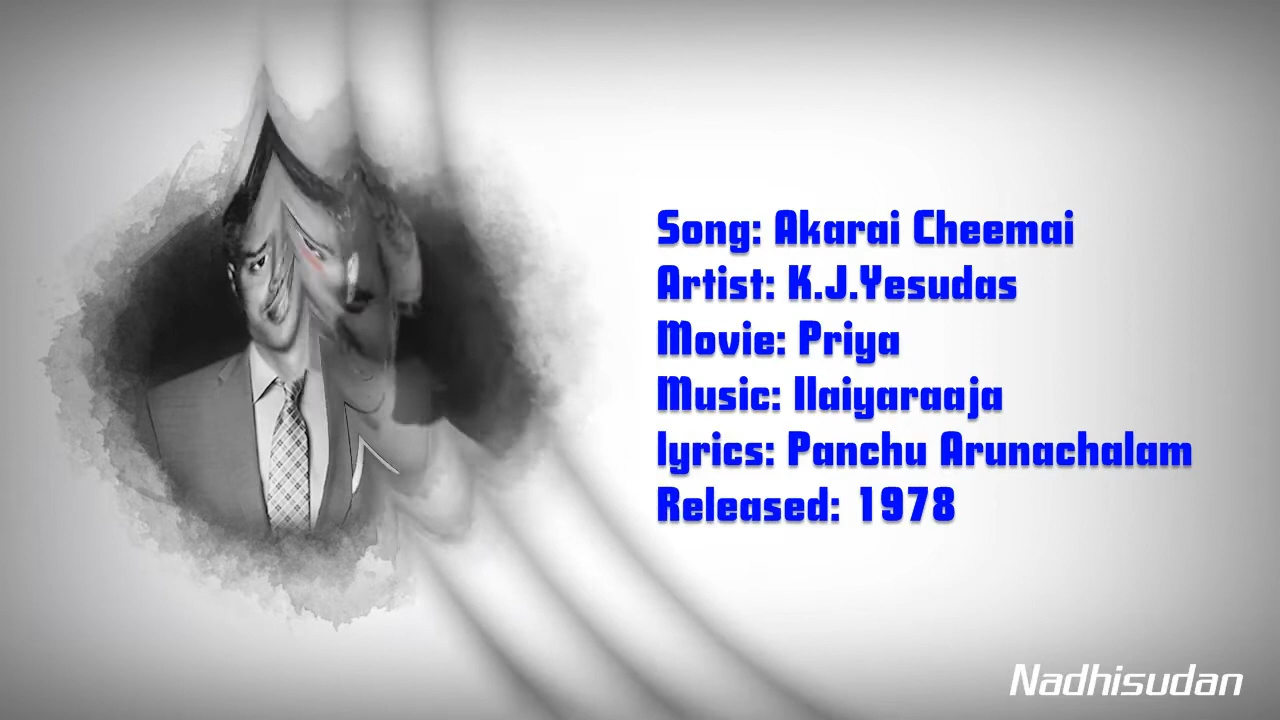 Song: Akarai Cheemai
Artist: K.J.Yesudas
Movie: Priya
Music: Ilaiyaraaja
lyrics: Panchu Arunachalam
Released: 1978
Nadhisudan